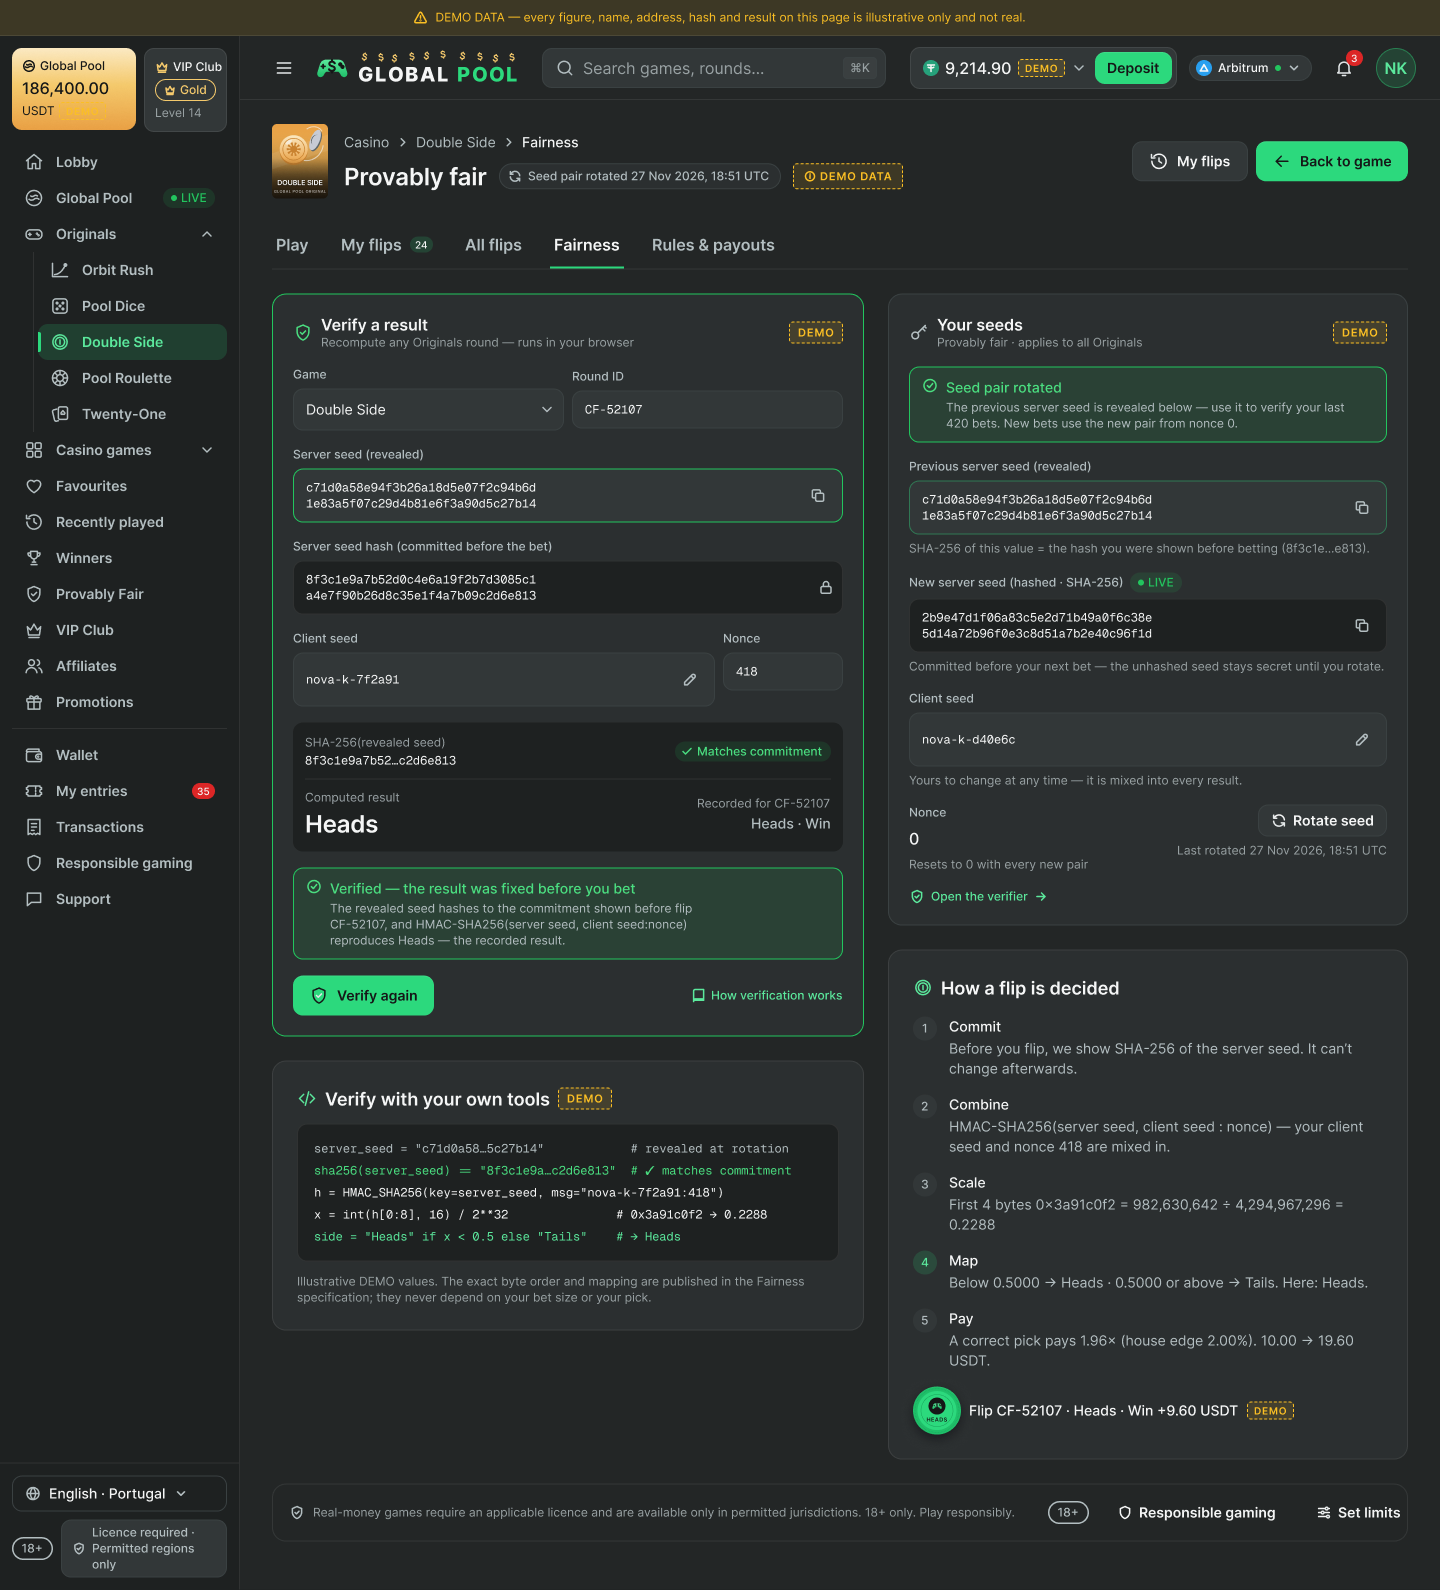 DEMO DATA — every figure, name, address, hash and result on this page is illustrative only and not real.
Global Pool
186,400.00
USDT DEMO
VIP Club
Gold
Level 14
Lobby
Global Pool
LIVE
Originals
Orbit Rush
Pool Dice
Double Side
Pool Roulette
Twenty-One
Casino games
Favourites
Recently played
Winners
Provably Fair
VIP Club
Affiliates
Promotions
Wallet
My entries
35
Transactions
Responsible gaming
Support
English · Portugal
18+
Licence required ·
Permitted regions
only
$ $ $ $ $ $ $ $ $
GLOBAL POOL
Search games, rounds...
⌘K
9,214.90
DEMO
Deposit
Arbitrum
3
NK
DOUBLE SIDE
GLOBAL POOL ORIGINAL
Casino > Double Side > Fairness
Provably fair
Seed pair rotated 27 Nov 2026, 18:51 UTC
DEMO DATA
My flips
Back to game
Play
My flips 24
All flips
Fairness
Rules & payouts
Verify a result
Recompute any Originals round — runs in your browser
DEMO
Game
Double Side
Round ID
CF-52107
Server seed (revealed)
c71d0a58e94f3b26a18d5e07f2c94b6d
1e83a5f07c29d4b81e6f3a90d5c27b14
Server seed hash (committed before the bet)
8f3c1e9a7b52d0c4e6a19f2b7d3085c1
a4e7f90b26d8c35e1f4a7b09c2d6e813
Client seed
nova-k-7f2a91
Nonce
418
SHA-256(revealed seed)
8f3c1e9a7b52…c2d6e813
Matches commitment
Computed result
Heads
Recorded for CF-52107
Heads · Win
Verified — the result was fixed before you bet
The revealed seed hashes to the commitment shown before flip
CF-52107, and HMAC-SHA256(server seed, client seed:nonce)
reproduces Heads — the recorded result.
Verify again
How verification works
Verify with your own tools
DEMO
server_seed = "c71d0a58…5c27b14" # revealed at rotation
sha256(server_seed) == "8f3c1e9a…c2d6e813" # ✓ matches commitment
h = HMAC_SHA256(key=server_seed, msg="nova-k-7f2a91:418")
x = int(h[0:8], 16) / 2**32 # 0x3a91c0f2 → 0.2288
side = "Heads" if x < 0.5 else "Tails" # → Heads
Illustrative DEMO values. The exact byte order and mapping are published in the Fairness
specification; they never depend on your bet size or your pick.
Your seeds
Provably fair · applies to all Originals
DEMO
Seed pair rotated
The previous server seed is revealed below — use it to verify your last
420 bets. New bets use the new pair from nonce 0.
Previous server seed (revealed)
c71d0a58e94f3b26a18d5e07f2c94b6d
1e83a5f07c29d4b81e6f3a90d5c27b14
SHA-256 of this value = the hash you were shown before betting (8f3c1e…e813).
New server seed (hashed · SHA-256)
LIVE
2b9e47d1f06a83c5e2d71b49a0f6c38e
5d14a72b96f0e3c8d51a7b2e40c96f1d
Committed before your next bet — the unhashed seed stays secret until you rotate.
Client seed
nova-k-d40e6c
Yours to change at any time — it is mixed into every result.
Nonce
0
Resets to 0 with every new pair
Rotate seed
Last rotated 27 Nov 2026, 18:51 UTC
Open the verifier →
How a flip is decided
1
Commit
Before you flip, we show SHA-256 of the server seed. It can't
change afterwards.
2
Combine
HMAC-SHA256(server seed, client seed : nonce) — your client
seed and nonce 418 are mixed in.
3
Scale
First 4 bytes 0×3a91c0f2 = 982,630,642 ÷ 4,294,967,296 =
0.2288
4
Map
Below 0.5000 → Heads · 0.5000 or above → Tails. Here: Heads.
5
Pay
A correct pick pays 1.96× (house edge 2.00%). 10.00 → 19.60
USDT.
HEADS
Flip CF-52107 · Heads · Win +9.60 USDT
DEMO
Real-money games require an applicable licence and are available only in permitted jurisdictions. 18+ only. Play responsibly.
18+
Responsible gaming
Set limits